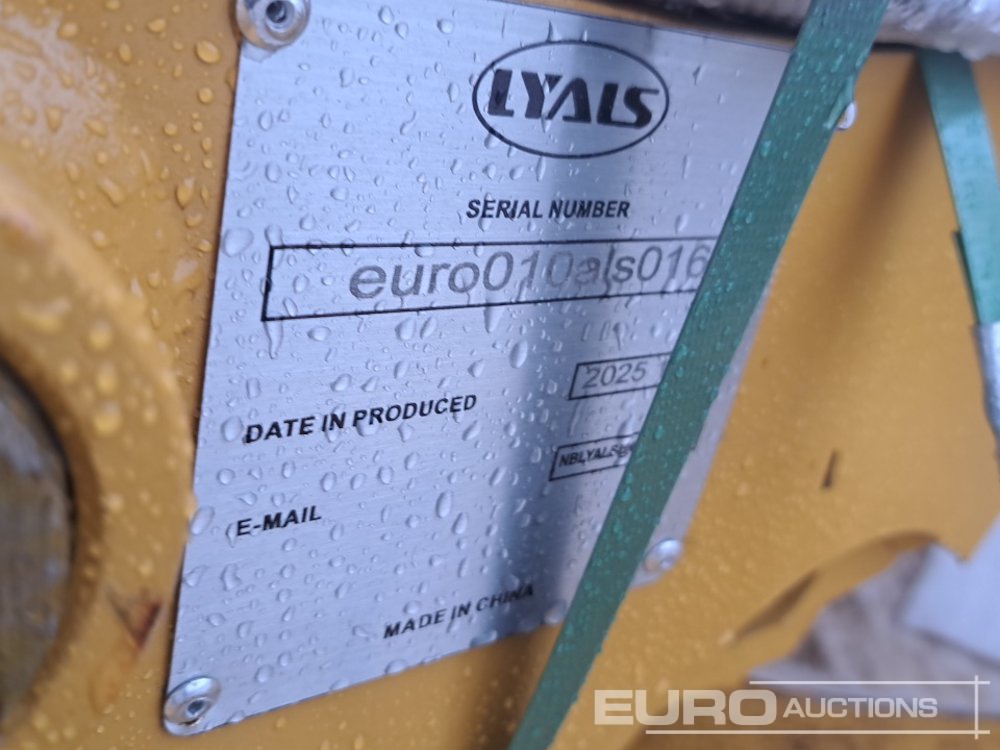 LYALS
SERIAL NUMBER
euro010als016
DATE IN PRODUCED
2025
E-MAIL
MADE IN CHINA
EURO AUCTIONS